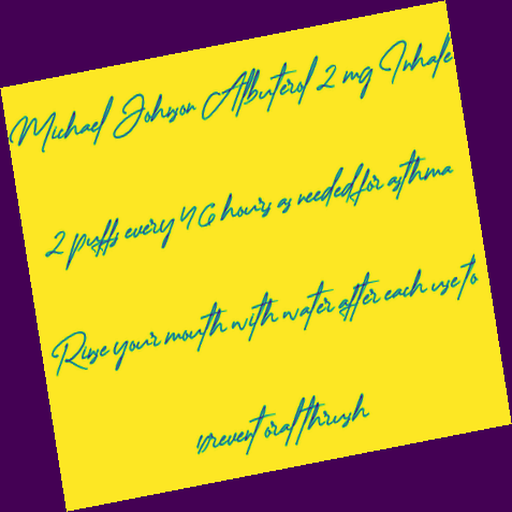 Michael Johnson Albuterol 2 mg Inhale
2 puffs every 4 6 hours as needed for asthma
Rinse your mouth with water after each use to
prevent oral thrush